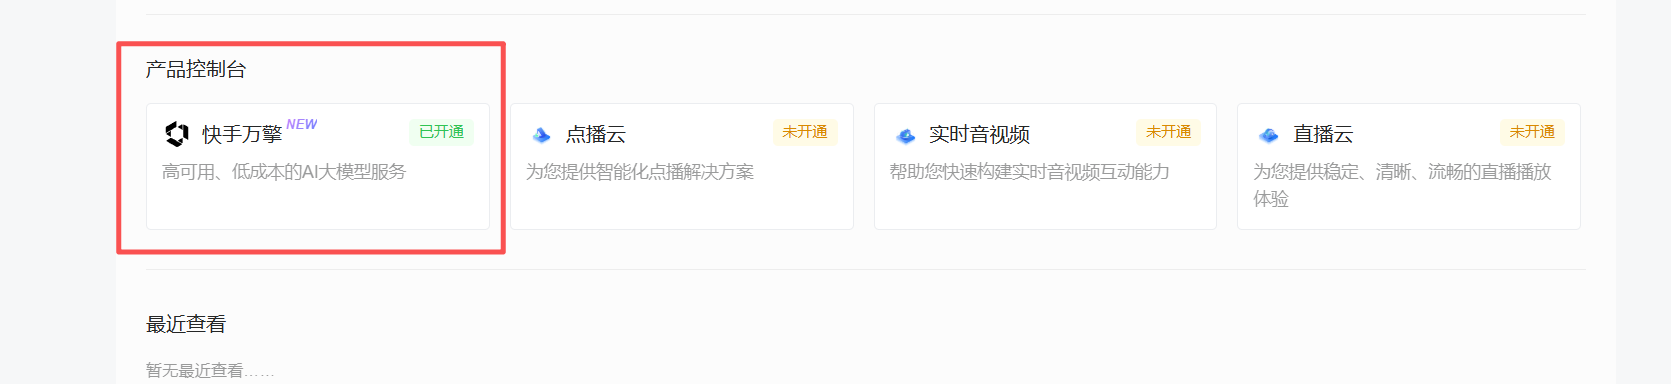 产品控制台
快手万擎 NEW 已开通
高可用、低成本的AI大模型服务
点播云 未开通
为您提供智能化点播解决方案
实时音视频 未开通
帮助您快速构建实时音视频互动能力
直播云 未开通
为您提供稳定、清晰、流畅的直播播放
体验
最近查看
暂无最近查看......